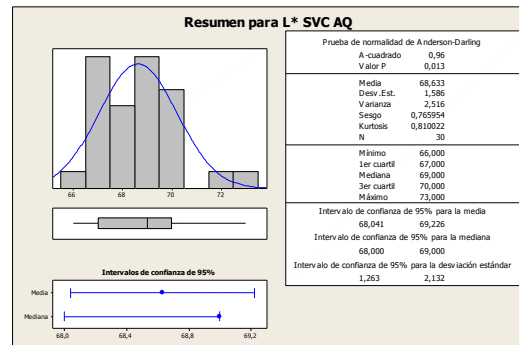 Resumen para L* SVC AQ
66 68 70 72
Intervalos de confianza de 95%
Media
Mediana
68,0 68,4 68,8 69,2
Prueba de normalidad de Anderson-Darling
A-cuadrado 0,96
Valor P 0,013
Media 68,633
Desv.Est. 1,586
Varianza 2,516
Sesgo 0,765954
Kurtosis 0,810022
N 30
Mínimo 66,000
1er cuartil 67,000
Mediana 69,000
3er cuartil 70,000
Máximo 73,000
Intervalo de confianza de 95% para la media
68,041 69,226
Intervalo de confianza de 95% para la mediana
68,000 69,000
Intervalo de confianza de 95% para la desviación estándar
1,263 2,132